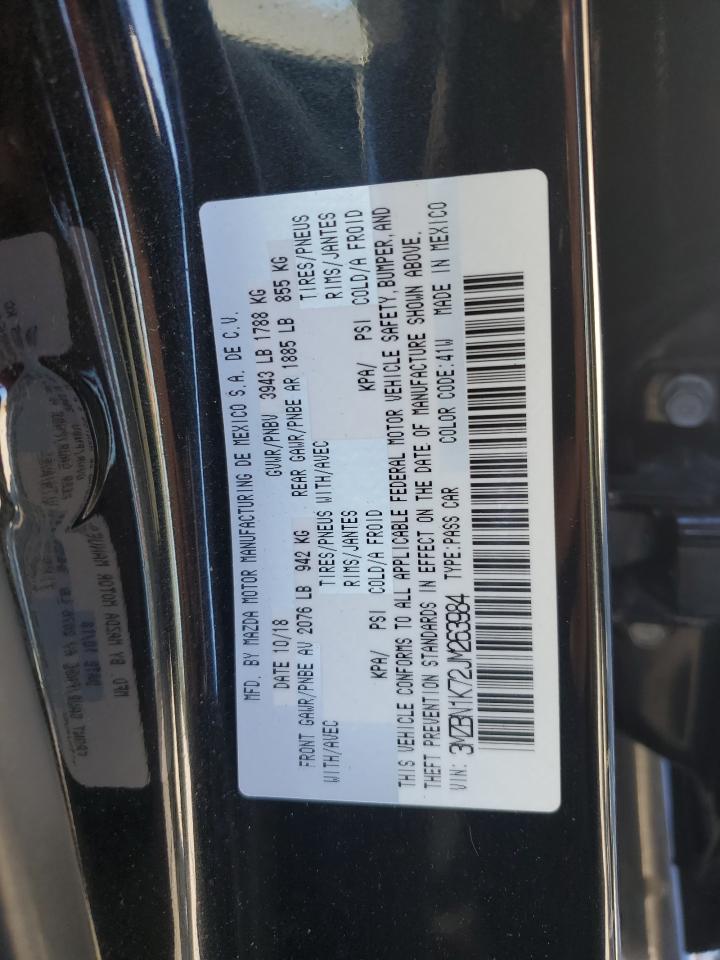 MFD. BY MAZDA MOTOR MANUFACTURING DE MEXICO S.A. DE C.V.
DATE 10/18 GVWR/PNBV 3943 LB 1788 KG
FRONT GAWR/PNBE AV 2076 LB 942 KG REAR GAWR/PNBE AR 1885 LB 855 KG
WITH/AVEC TIRES/PNEUS WITH/AVEC TIRES/PNEUS
RIMS/JANTES RIMS/JANTES
KPA/ PSI COLD/A FROID KPA/ PSI COLD/A FROID
THIS VEHICLE CONFORMS TO ALL APPLICABLE FEDERAL MOTOR VEHICLE SAFETY, BUMPER, AND
THEFT PREVENTION STANDARDS IN EFFECT ON THE DATE OF MANUFACTURE SHOWN ABOVE.
VIN: 3MZBN1K72JM263984 TYPE:PASS CAR COLOR CODE:41W MADE IN MEXICO